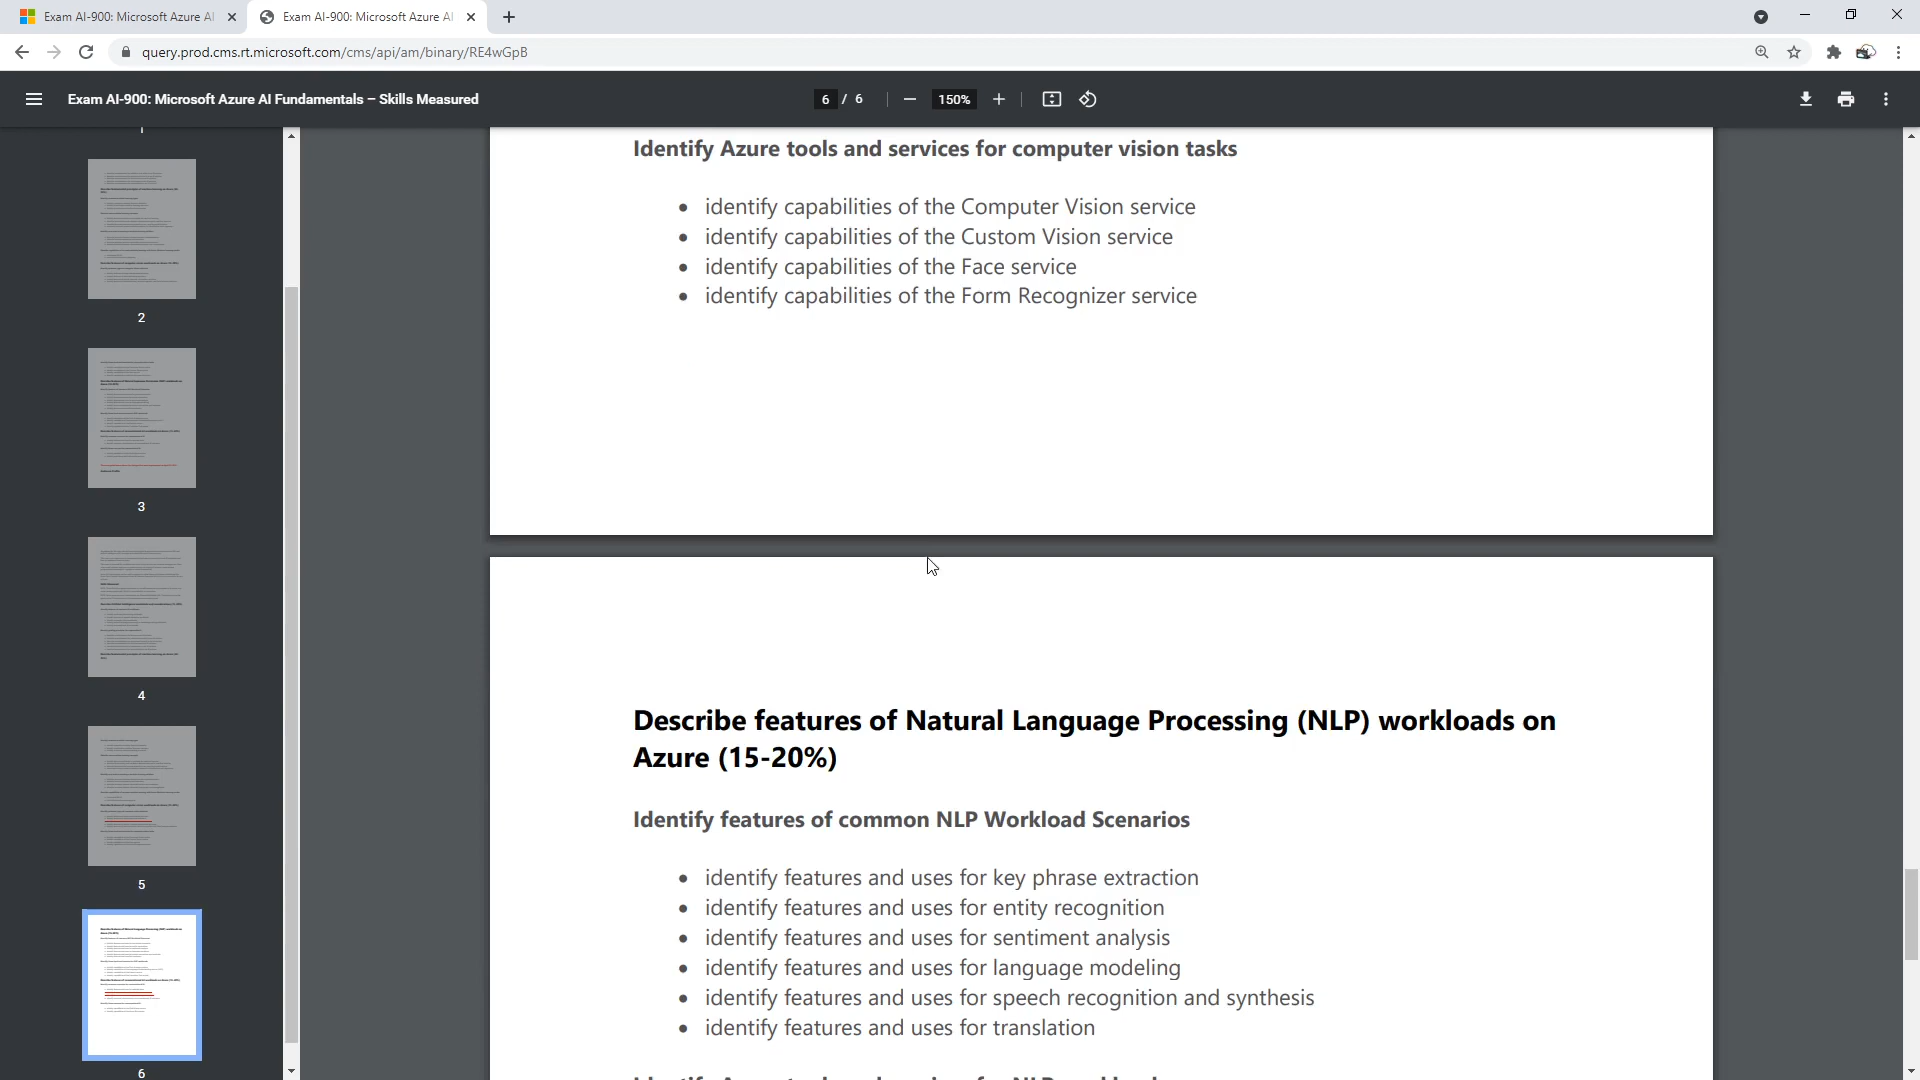 Exam AI-900: Microsoft Azure AI
Exam AI-900: Microsoft Azure AI
query.prod.cms.rt.microsoft.com/cms/api/am/binary/RE4wGpB
Exam AI-900: Microsoft Azure AI Fundamentals – Skills Measured
6 / 6
150%
2
3
4
5
6
Identify Azure tools and services for computer vision tasks
• identify capabilities of the Computer Vision service
• identify capabilities of the Custom Vision service
• identify capabilities of the Face service
• identify capabilities of the Form Recognizer service
Describe features of Natural Language Processing (NLP) workloads on
Azure (15-20%)
Identify features of common NLP Workload Scenarios
• identify features and uses for key phrase extraction
• identify features and uses for entity recognition
• identify features and uses for sentiment analysis
• identify features and uses for language modeling
• identify features and uses for speech recognition and synthesis
• identify features and uses for translation